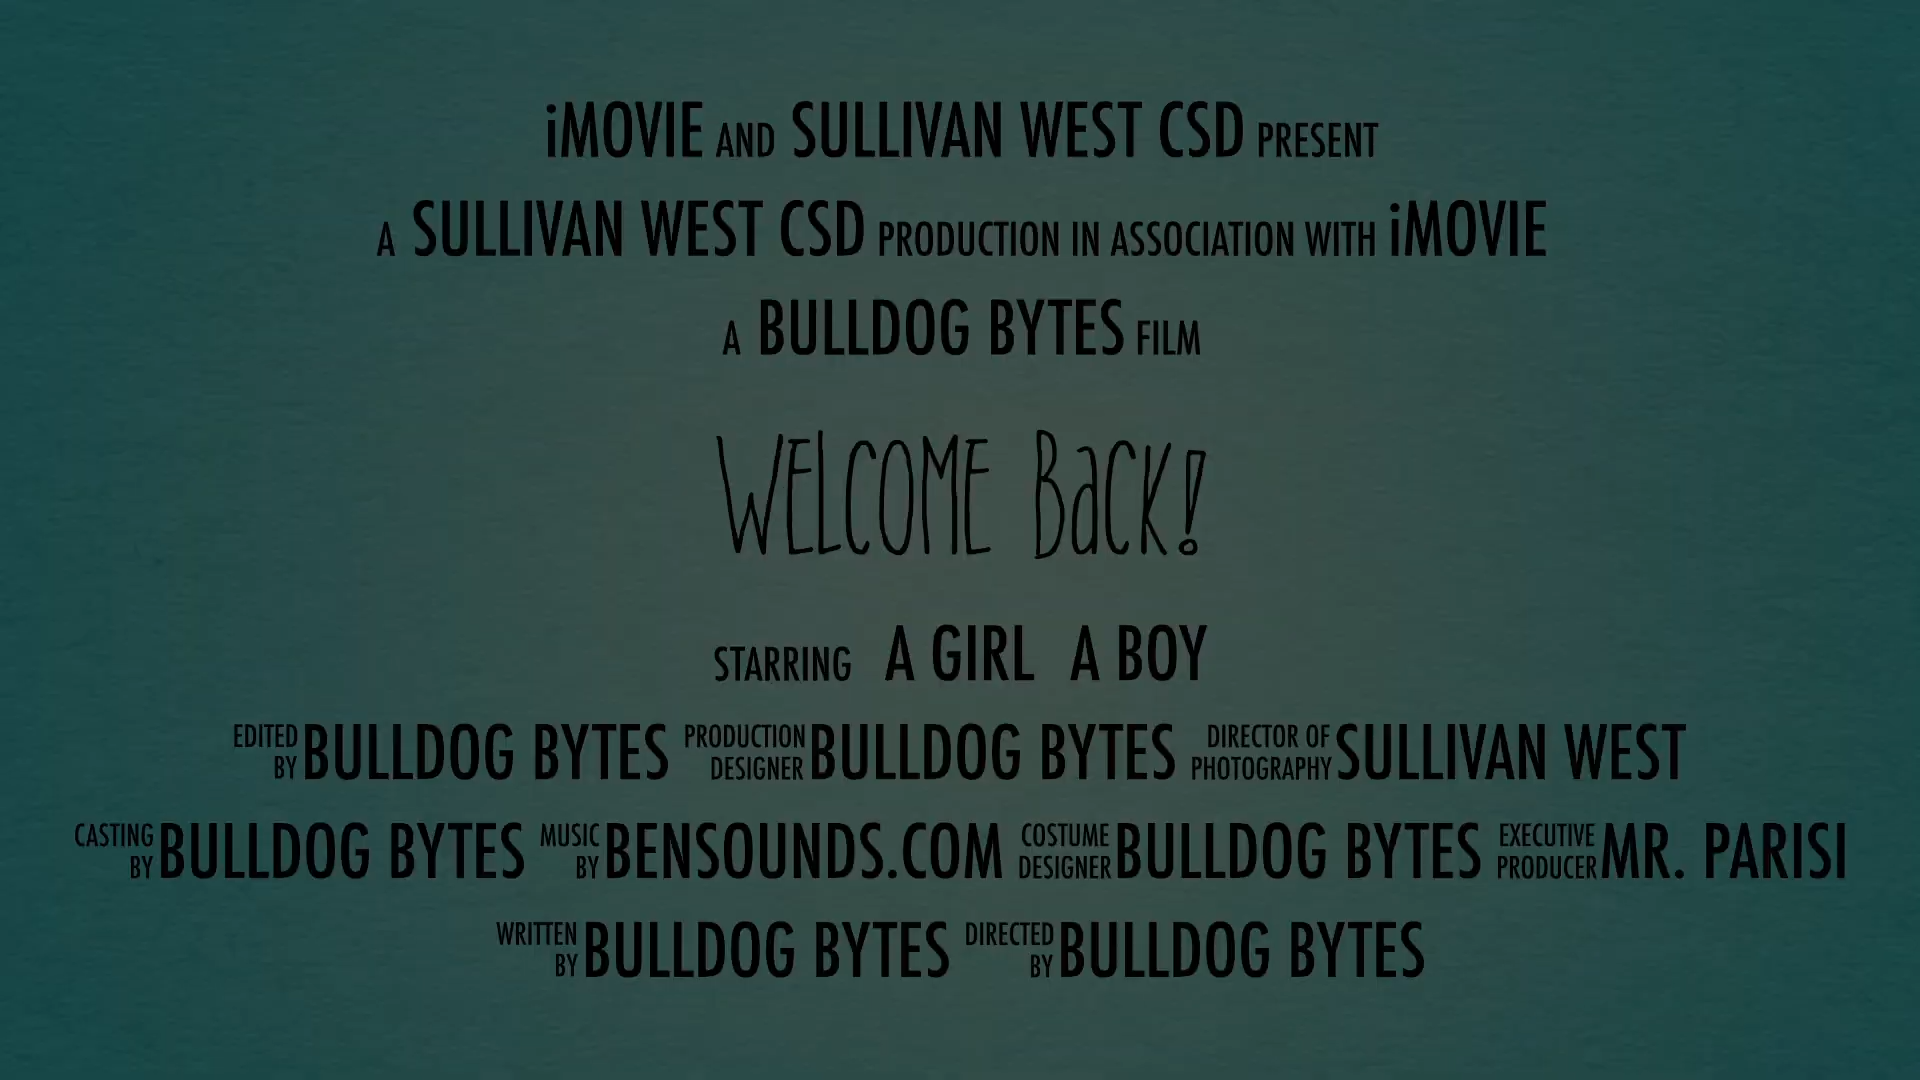 iMOVIE AND SULLIVAN WEST CSD PRESENT
A SULLIVAN WEST CSD PRODUCTION IN ASSOCIATION WITH iMOVIE
A BULLDOG BYTES FILM
WELCOME BaCK!
STARRING A GIRL A BOY
EDITED BY BULLDOG BYTES PRODUCTION DESIGNER BULLDOG BYTES DIRECTOR OF PHOTOGRAPHY SULLIVAN WEST
CASTING BY BULLDOG BYTES MUSIC BY BENSOUNDS.COM COSTUME DESIGNER BULLDOG BYTES EXECUTIVE PRODUCER MR. PARISI
WRITTEN BY BULLDOG BYTES DIRECTED BY BULLDOG BYTES